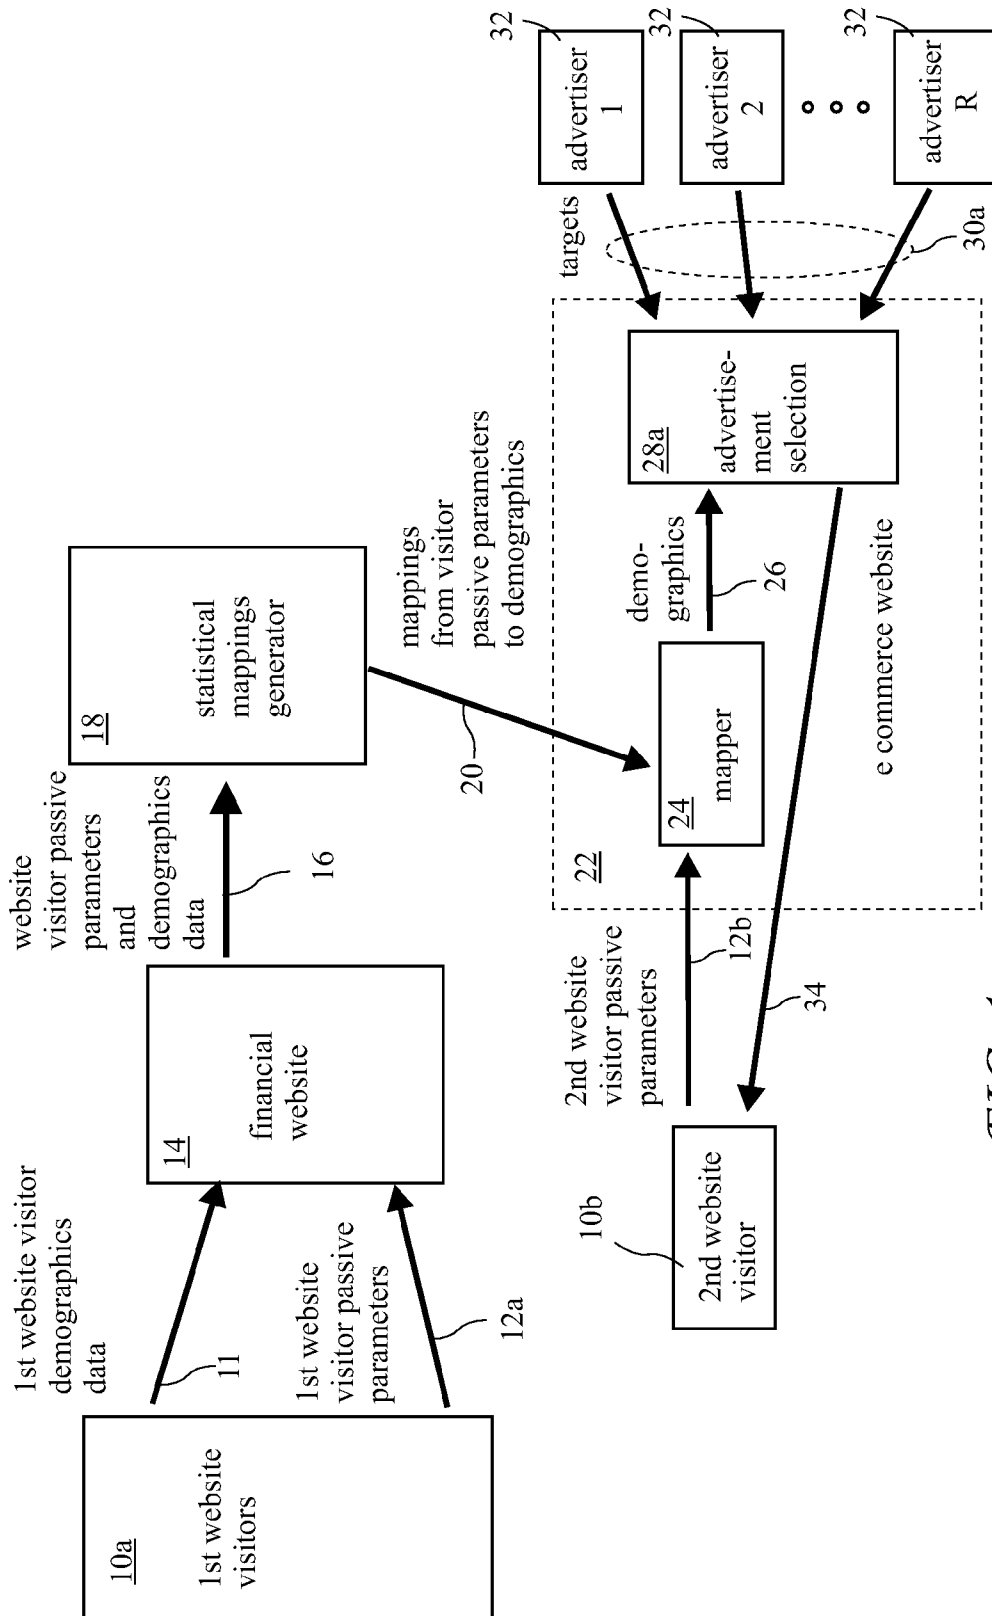 10a
1st website
visitors
1st website visitor
demographics
data
11
1st website
visitor passive
parameters
12a
14
financial
website
website
visitor passive
parameters
and
demographics
data
16
18
statistical
mappings
generator
mappings
from visitor
passive parameters
to demographics
20
10b
2nd website
visitor
2nd website
visitor passive
parameters
12b
34
22
24
mapper
demo-
graphics
26
28a
advertise-
ment
selection
e commerce website
targets
30a
32
advertiser
1
32
advertiser
2
32
advertiser
R